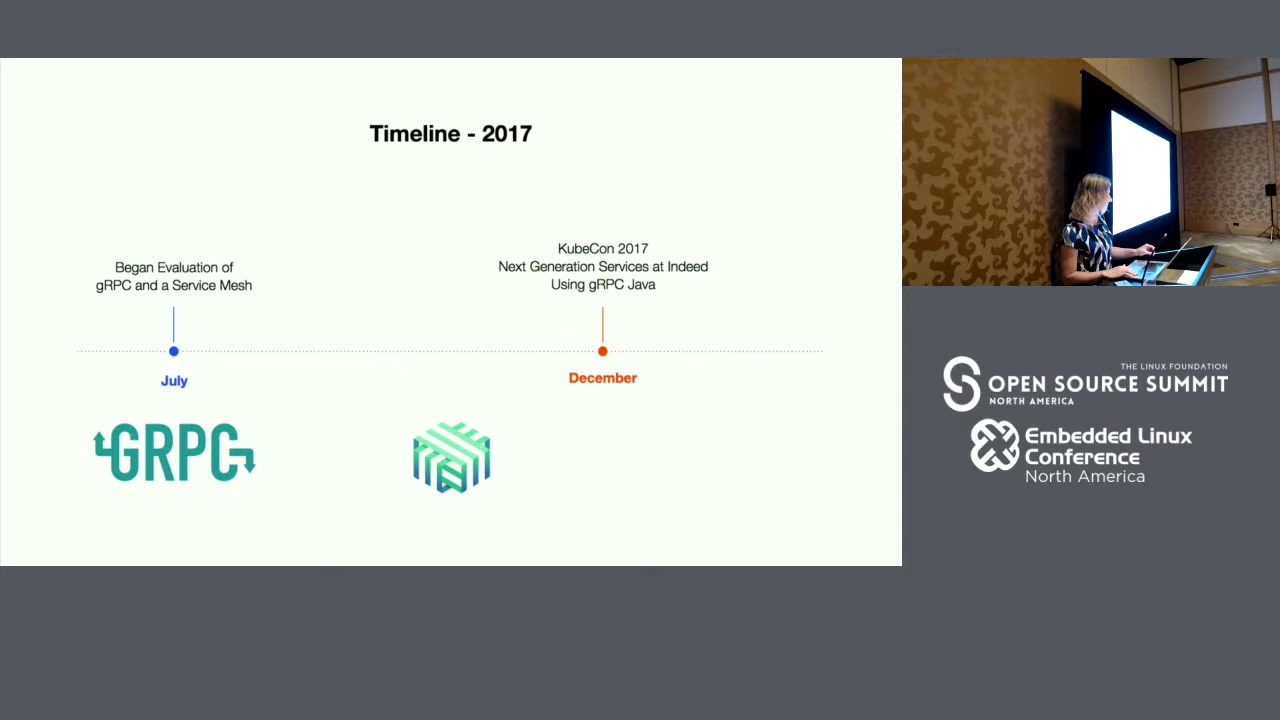 Timeline - 2017
Began Evaluation of
gRPC and a Service Mesh
KubeCon 2017
Next Generation Services at Indeed
Using gRPC Java
July
December
GRPC
THE LINUX FOUNDATION
OPEN SOURCE SUMMIT
NORTH AMERICA
Embedded Linux
Conference
North America